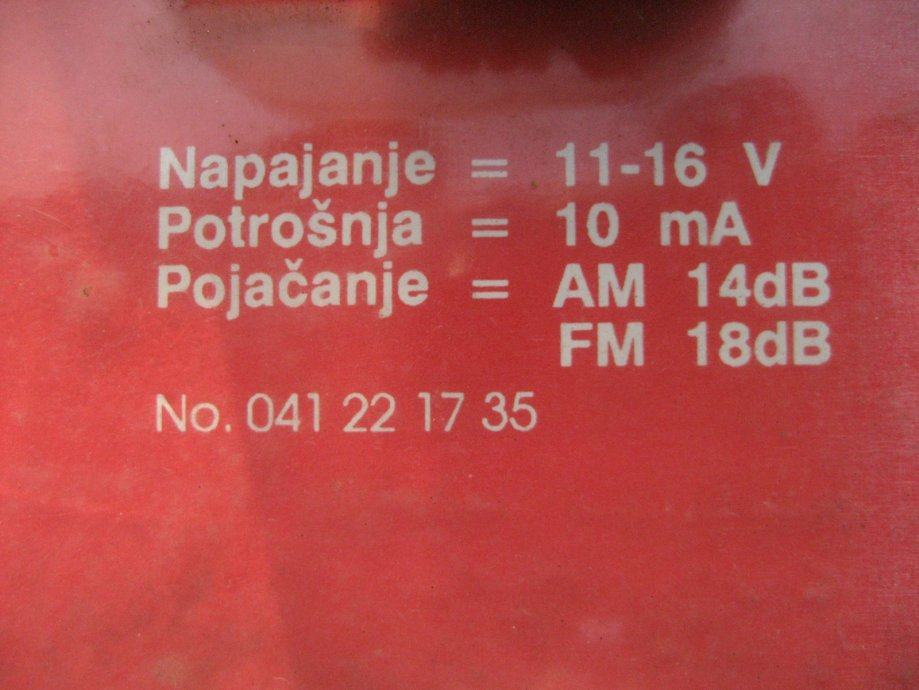 Napajanje = 11-16 V
Potrošnja = 10 mA
Pojačanje = AM 14dB
FM 18dB
No. 041 22 17 35